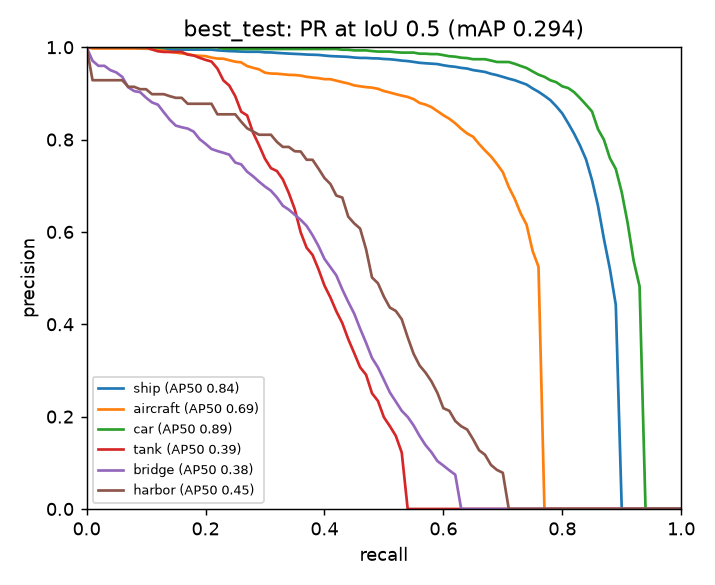 best_test: PR at IoU 0.5 (mAP 0.294)
precision
1.0
0.8
0.6
0.4
0.2
0.0
ship (AP50 0.84)
aircraft (AP50 0.69)
car (AP50 0.89)
tank (AP50 0.39)
bridge (AP50 0.38)
harbor (AP50 0.45)
0.0 0.2 0.4 0.6 0.8 1.0
recall